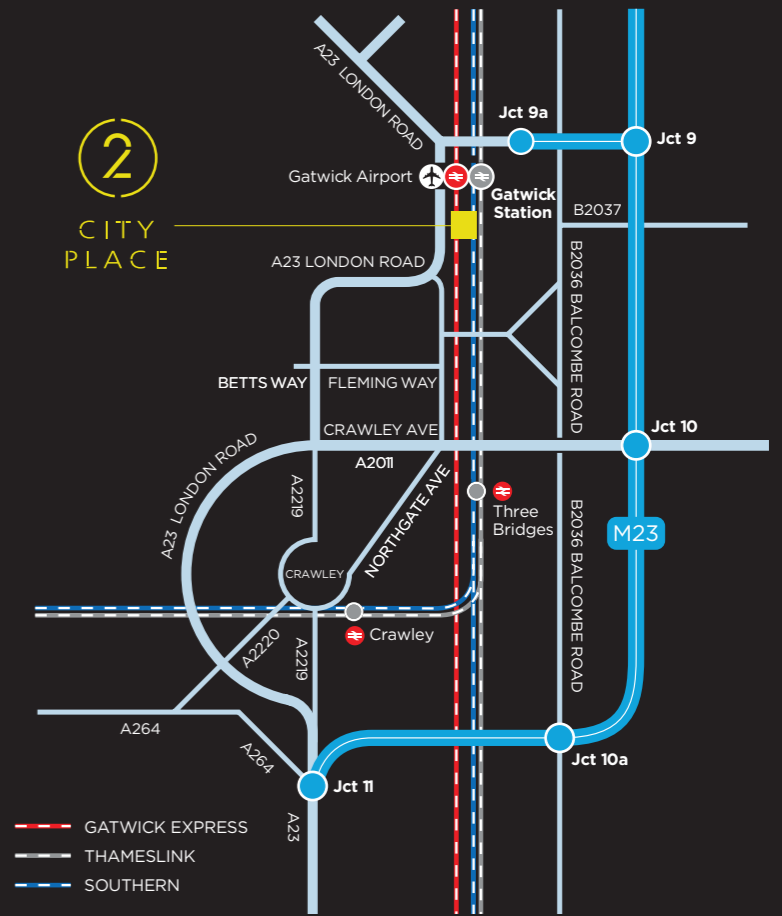 A23 LONDON ROAD
Jct 9a
Jct 9
2
CITY
PLACE
Gatwick Airport
Gatwick
Station
B2037
A23 LONDON ROAD
B2036 BALCOMBE ROAD
BETTS WAY
FLEMING WAY
CRAWLEY AVE
A2011
Jct 10
A23 LONDON ROAD
A2219
NORTHGATE AVE
Three
Bridges
B2036 BALCOMBE ROAD
M23
CRAWLEY
Crawley
A2220
A2219
A264
A264
Jct 10a
Jct 11
A23
GATWICK EXPRESS
THAMESLINK
SOUTHERN